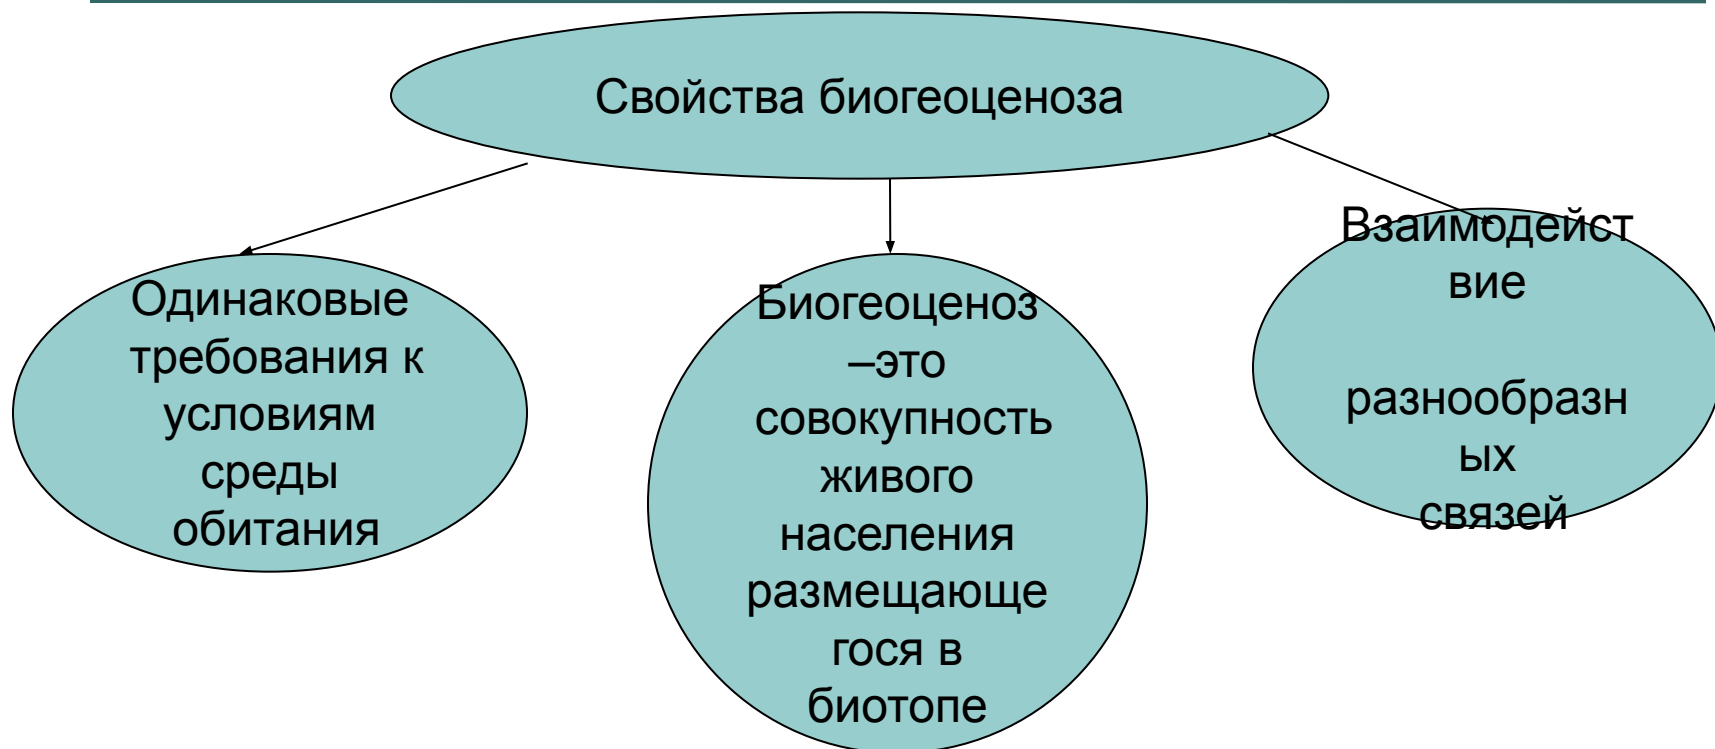 Свойства биогеоценоза
Одинаковые
требования к
условиям
среды
обитания
Биогеоценоз
–это
совокупность
живого
населения
размещающе
гося в
биотопе
Взаимодейст
вие
разнообразн
ых
связей